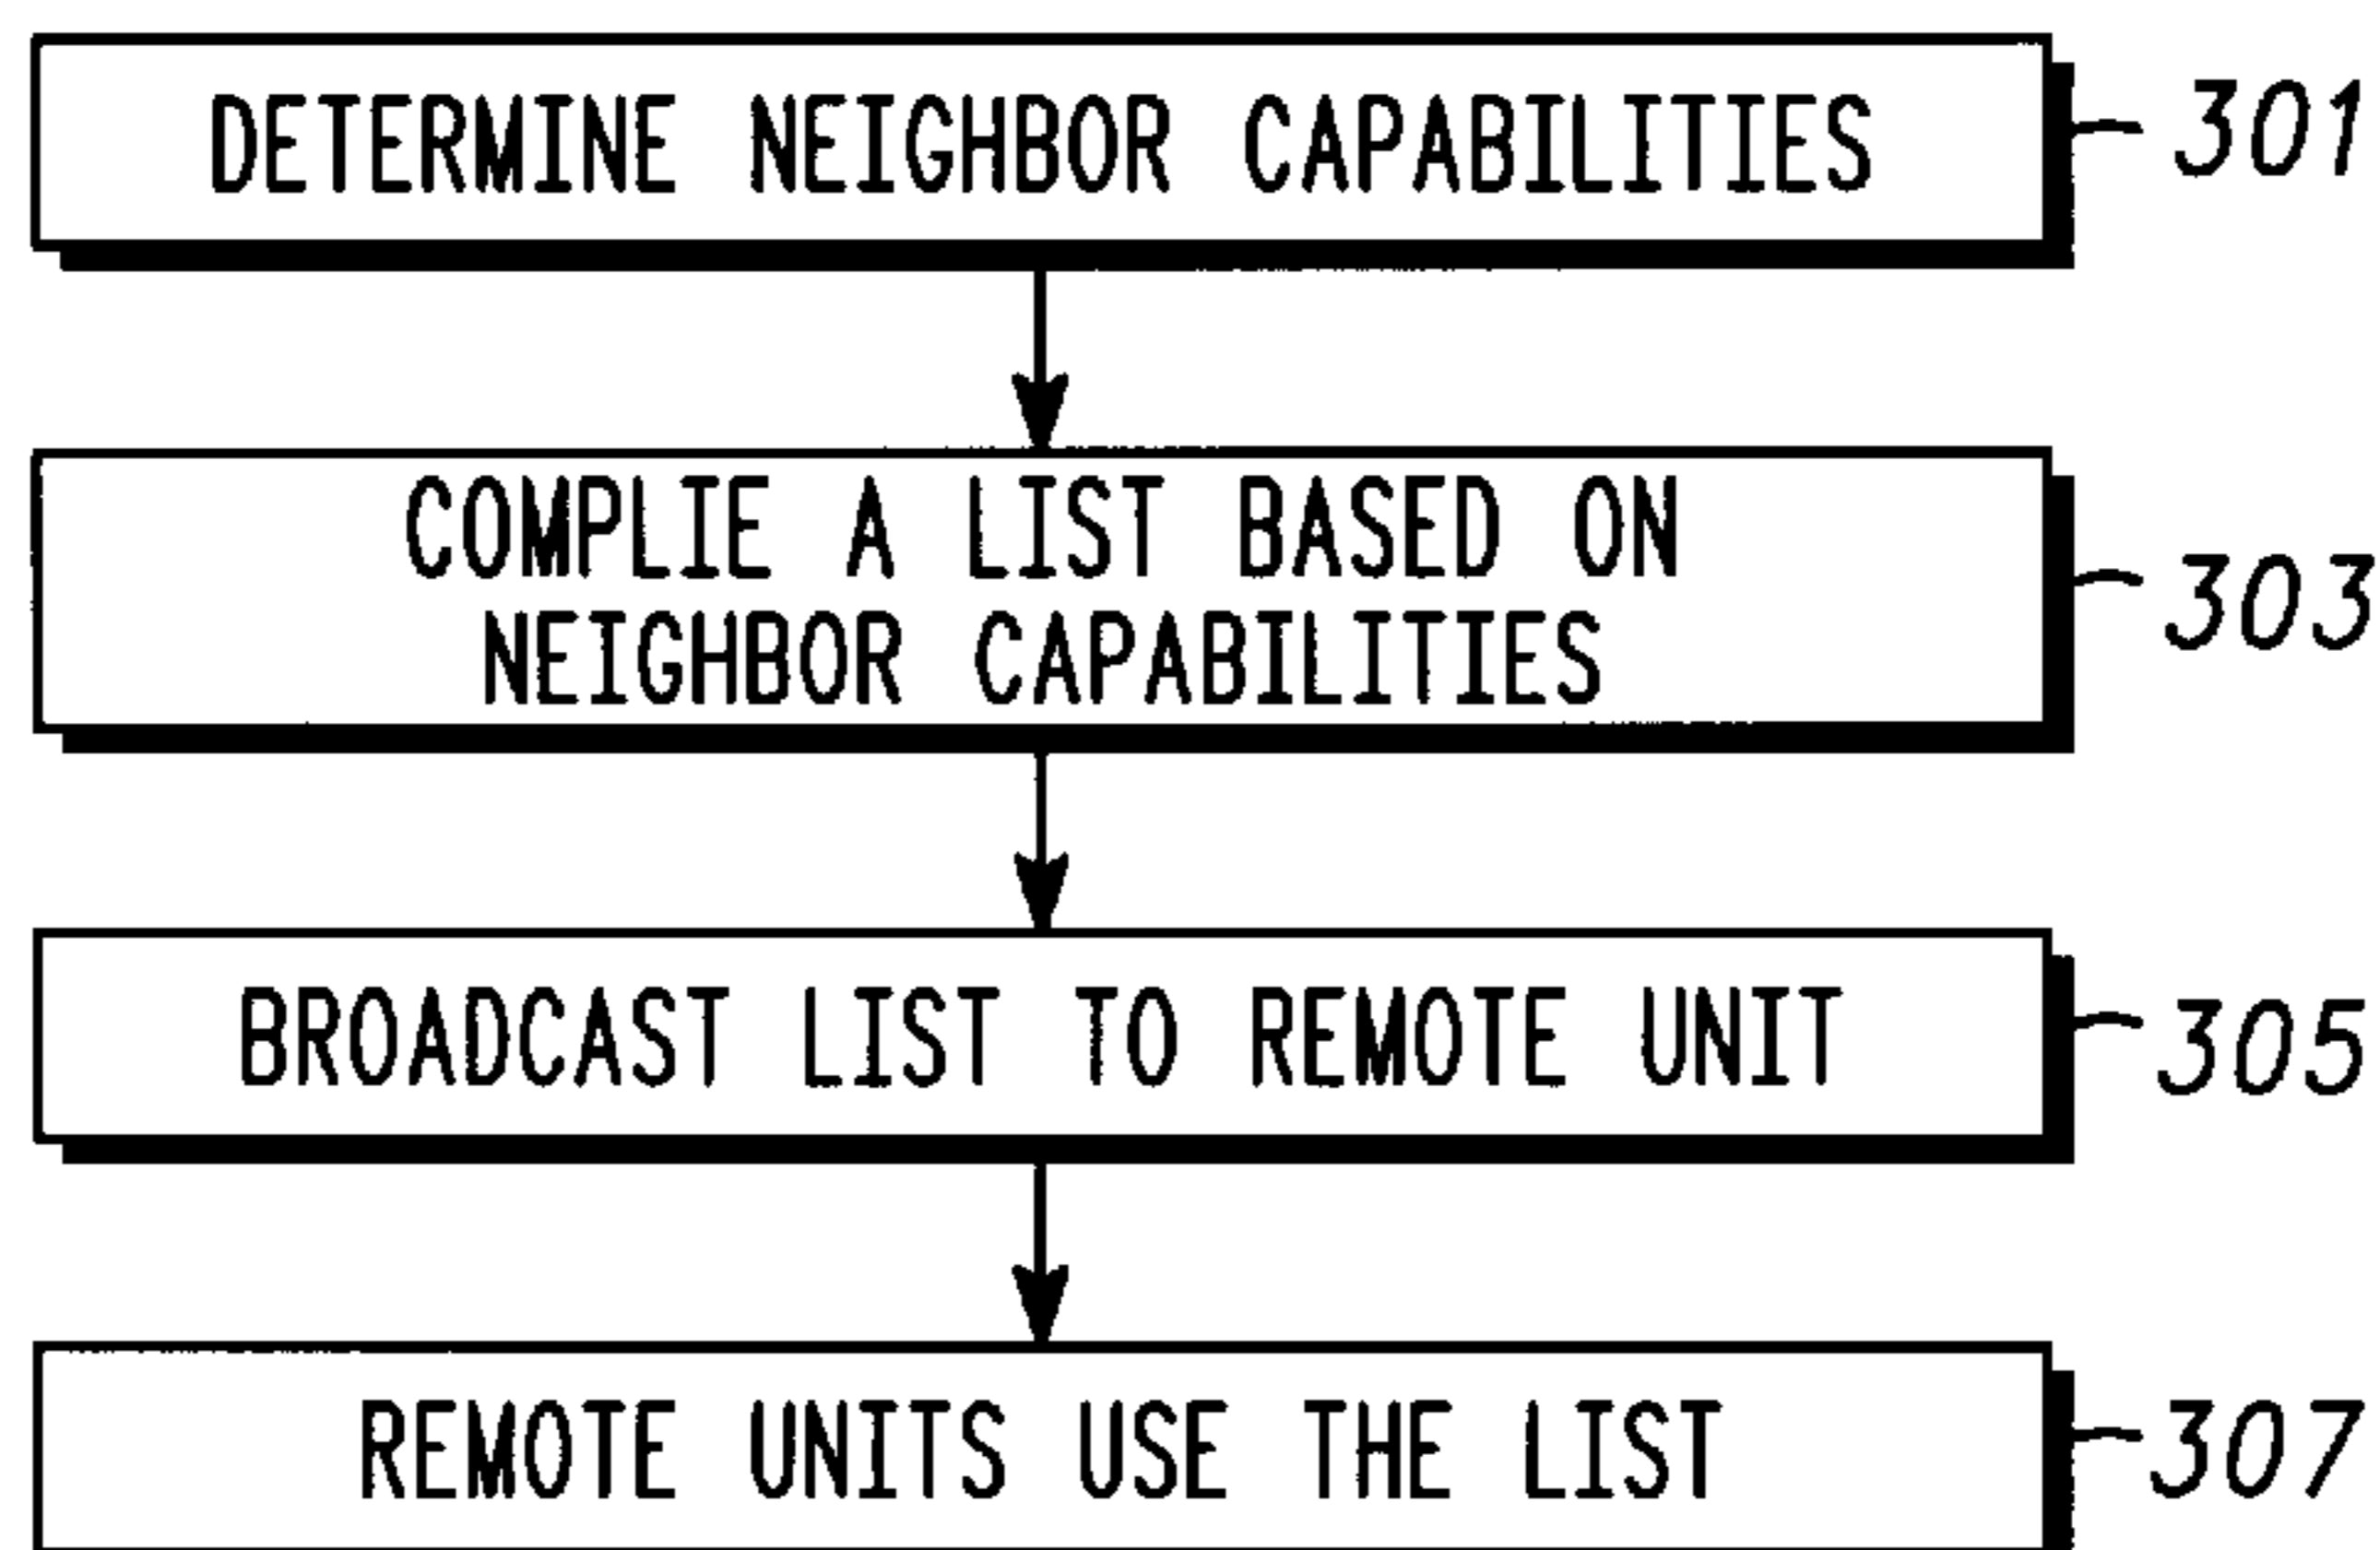 DETERMINE NEIGHBOR CAPABILITIES 301
COMPLIE A LIST BASED ON
NEIGHBOR CAPABILITIES 303
BROADCAST LIST TO REMOTE UNIT 305
REMOTE UNITS USE THE LIST 307